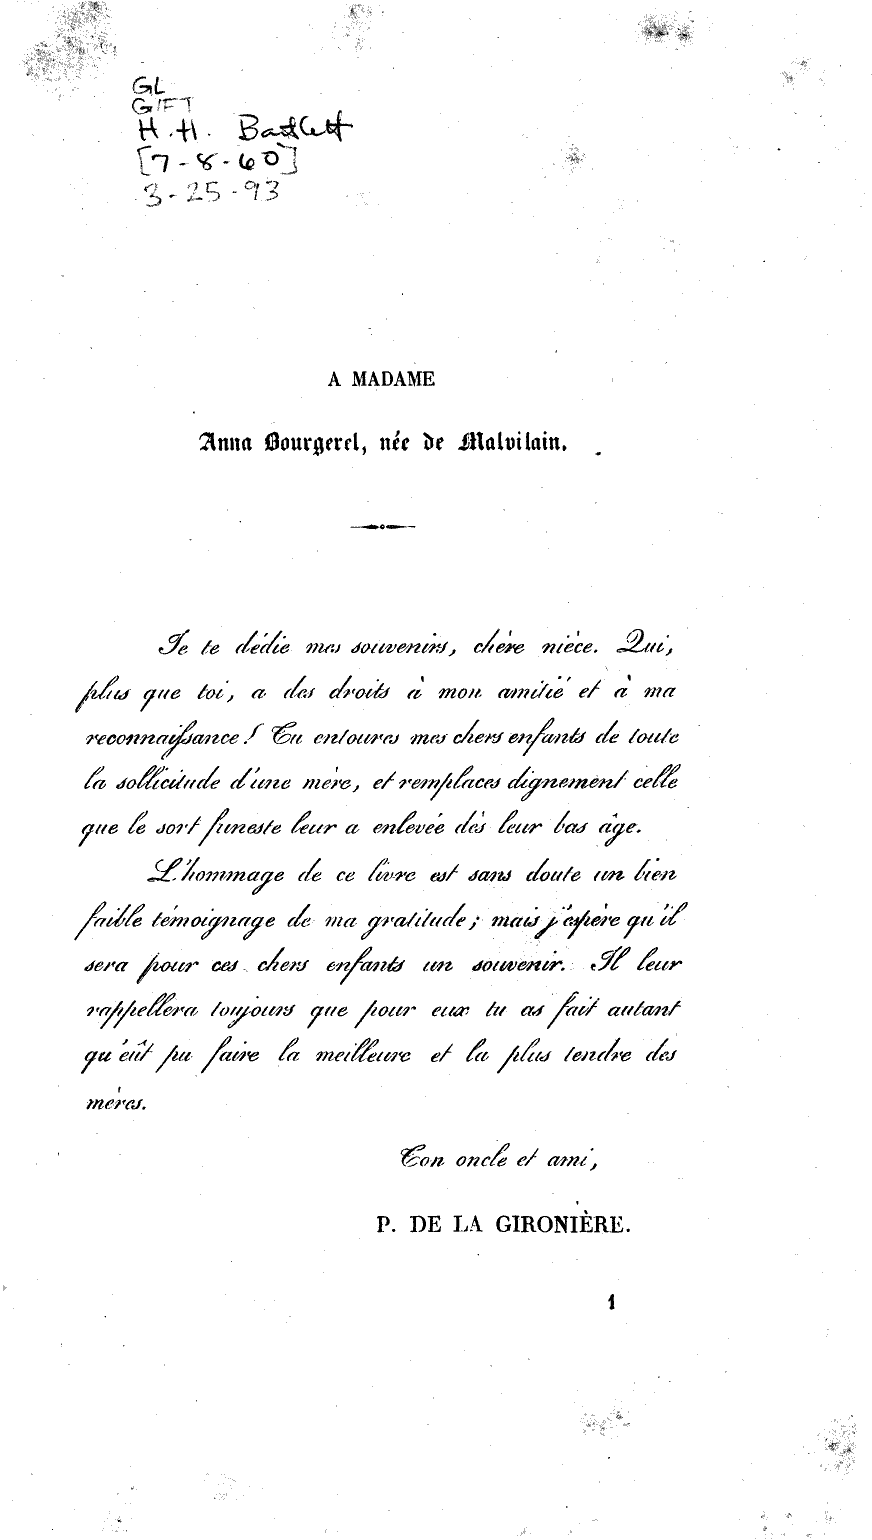 GL
GIFT
H.H. Bartlett
[7-8-60]
3-25-93
A MADAME
Anna Bourgerel, née de Malvilain.
Je te dédie mes souvenirs, chère nièce. Qui,
plus que toi, a des droits à mon amitié et à ma
reconnaissance! Tu entoures mes chers enfants de toute
la sollicitude d'une mère, et remplaces dignement celle
que le sort funeste leur a enlevée dès leur bas âge.
L'hommage de ce livre est sans doute un bien
faible témoignage de ma gratitude; mais j'espère qu'il
sera pour ces chers enfants un souvenir. Il leur
rappellera toujours que pour eux tu as fait autant
qu'eût pu faire la meilleure et la plus tendre des
mères.
Ton oncle et ami,
P. DE LA GIRONIÈRE.
1